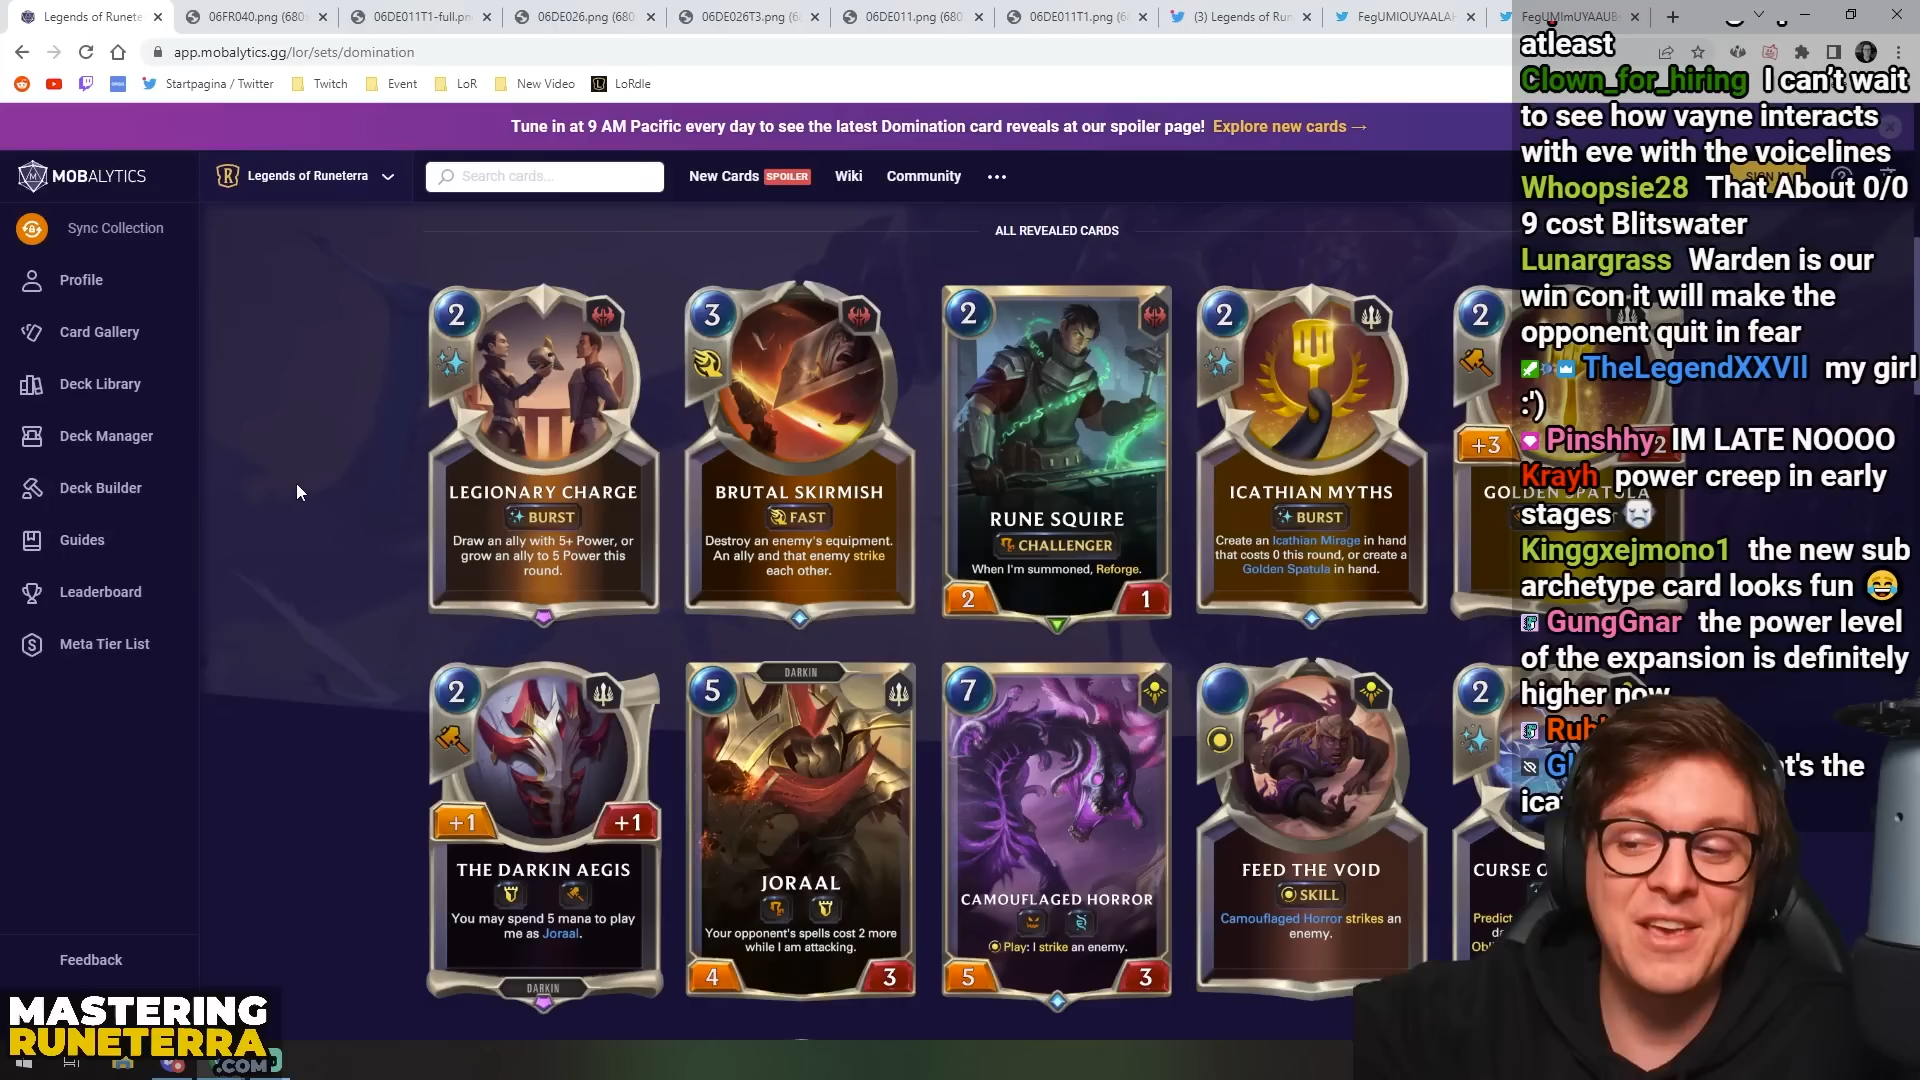 Legends of Runete
06FR040.png (680
06DE011T1-full.pn
06DE026.png (680
06DE026T3.png (6
06DE011.png (680
06DE011T1.png (68
(3) Legends of Run
FegUMIOUYAALAH
FegUMImUYAAUB
app.mobalytics.gg/lor/sets/domination
Startpagina / Twitter
Twitch
Event
LoR
New Video
LoRdle
Tune in at 9 AM Pacific every day to see the latest Domination card reveals at our spoiler page! Explore new cards →
MOBALYTICS
Legends of Runeterra
Search cards...
New Cards SPOILER
Wiki
Community
Sync Collection
Profile
Card Gallery
Deck Library
Deck Manager
Deck Builder
Guides
Leaderboard
Meta Tier List
Feedback
ALL REVEALED CARDS
2
LEGIONARY CHARGE
BURST
Draw an ally with 5+ Power, or
grow an ally to 5 Power this
round.
3
BRUTAL SKIRMISH
FAST
Destroy an enemy's equipment.
An ally and that enemy strike
each other.
2
RUNE SQUIRE
CHALLENGER
When I'm summoned, Reforge.
2 1
2
ICATHIAN MYTHS
BURST
Create an Icathian Mirage in hand
that costs 0 this round, or create a
Golden Spatula in hand.
2
+3
GOLDEN SPATULA
2
+1 +1
THE DARKIN AEGIS
You may spend 5 mana to play
me as Joraal.
DARKIN
DARKIN
5
JORAAL
Your opponent's spells cost 2 more
while I am attacking.
4 3
7
CAMOUFLAGED HORROR
Play: I strike an enemy.
5 3
FEED THE VOID
SKILL
Camouflaged Horror strikes an
enemy.
2
CURSE O
Predict
atleast
Clown_for_hiring I can't wait
to see how vayne interacts
with eve with the voicelines
Whoopsie28 That About 0/0
9 cost Blitswater
Lunargrass Warden is our
win con it will make the
opponent quit in fear
TheLegendXXVII my girl
:')
Pinshhy IM LATE NOOOO
Krayh power creep in early
stages
Kinggxejmono1 the new sub
archetype card looks fun
GungGnar the power level
of the expansion is definitely
higher now
MASTERING
RUNETERRA
.COM